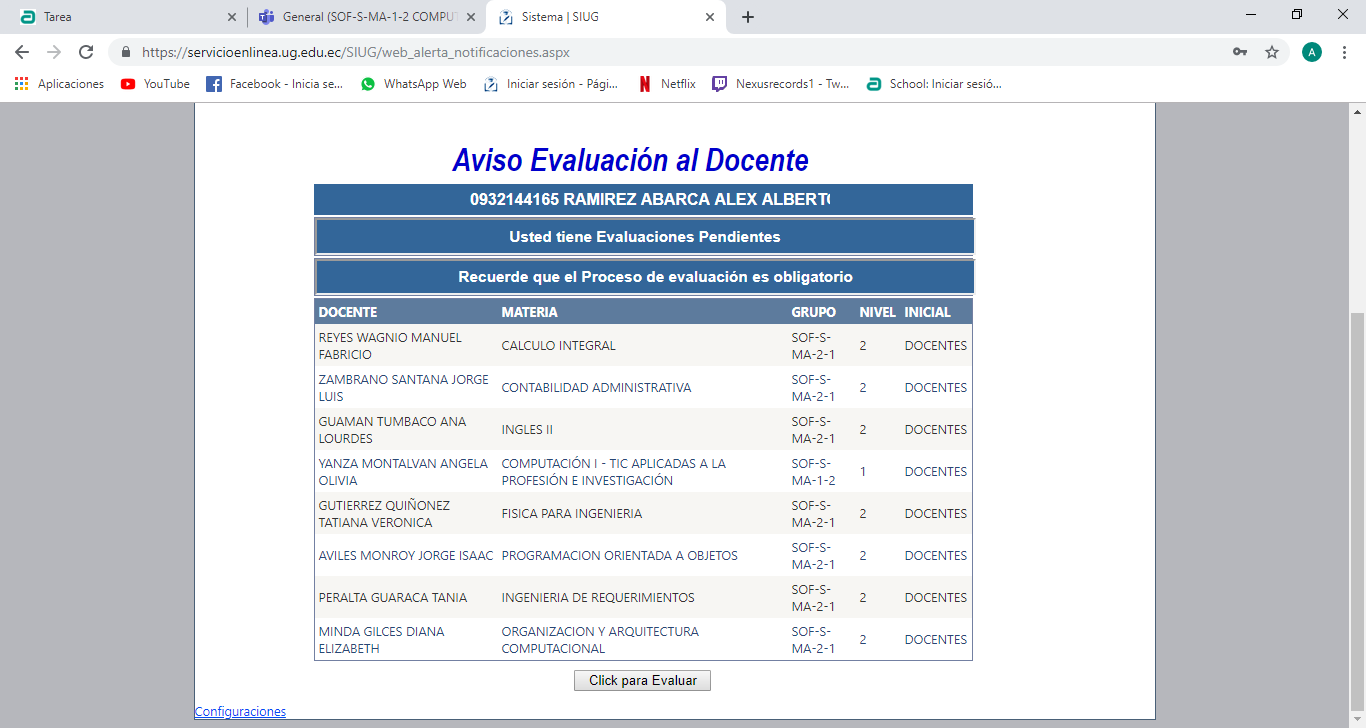 Tarea
General (SOF-S-MA-1-2 COMPUT
Sistema | SIUG
https://servicioenlinea.ug.edu.ec/SIUG/web_alerta_notificaciones.aspx
A
Aplicaciones YouTube Facebook - Inicia se... WhatsApp Web Iniciar sesión - Pági... Netflix Nexusrecords1 - Tw... School: Iniciar sesió...
Aviso Evaluación al Docente
0932144165 RAMIREZ ABARCA ALEX ALBERTO
Usted tiene Evaluaciones Pendientes
Recuerde que el Proceso de evaluación es obligatorio
DOCENTE MATERIA GRUPO NIVEL INICIAL
REYES WAGNIO MANUEL FABRICIO CALCULO INTEGRAL SOF-S-MA-2-1 2 DOCENTES
ZAMBRANO SANTANA JORGE LUIS CONTABILIDAD ADMINISTRATIVA SOF-S-MA-2-1 2 DOCENTES
GUAMAN TUMBACO ANA LOURDES INGLES II SOF-S-MA-2-1 2 DOCENTES
YANZA MONTALVAN ANGELA OLIVIA COMPUTACIÓN I - TIC APLICADAS A LA PROFESIÓN E INVESTIGACIÓN SOF-S-MA-1-2 1 DOCENTES
GUTIERREZ QUIÑONEZ TATIANA VERONICA FISICA PARA INGENIERIA SOF-S-MA-2-1 2 DOCENTES
AVILES MONROY JORGE ISAAC PROGRAMACION ORIENTADA A OBJETOS SOF-S-MA-2-1 2 DOCENTES
PERALTA GUARACA TANIA INGENIERIA DE REQUERIMIENTOS SOF-S-MA-2-1 2 DOCENTES
MINDA GILCES DIANA ELIZABETH ORGANIZACION Y ARQUITECTURA COMPUTACIONAL SOF-S-MA-2-1 2 DOCENTES
Click para Evaluar
Configuraciones